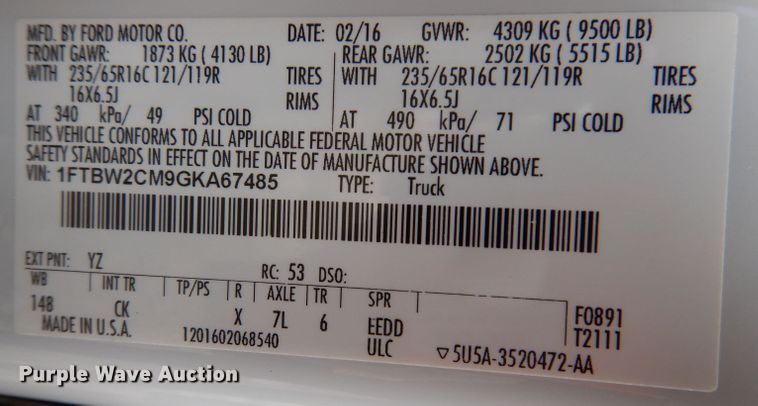 MFD. BY FORD MOTOR CO. DATE: 02/16 GVWR: 4309 KG ( 9500 LB)
FRONT GAWR: 1873 KG ( 4130 LB) REAR GAWR: 2502 KG ( 5515 LB)
WITH 235/65R16C 121/119R TIRES WITH 235/65R16C 121/119R TIRES
16X6.5J RIMS 16X6.5J RIMS
AT 340 kPa/ 49 PSI COLD AT 490 kPa/ 71 PSI COLD
THIS VEHICLE CONFORMS TO ALL APPLICABLE FEDERAL MOTOR VEHICLE
SAFETY STANDARDS IN EFFECT ON THE DATE OF MANUFACTURE SHOWN ABOVE.
VIN: 1FTBW2CM9GKA67485 TYPE: Truck
EXT PNT: YZ RC: 53 DSO:
WB INT TR TP/PS R AXLE TR SPR F0891
148 CK X 7L 6 EEDD T2111
MADE IN U.S.A. 1201602068540 ULC ▽5U5A-3520472-AA
Purple Wave Auction